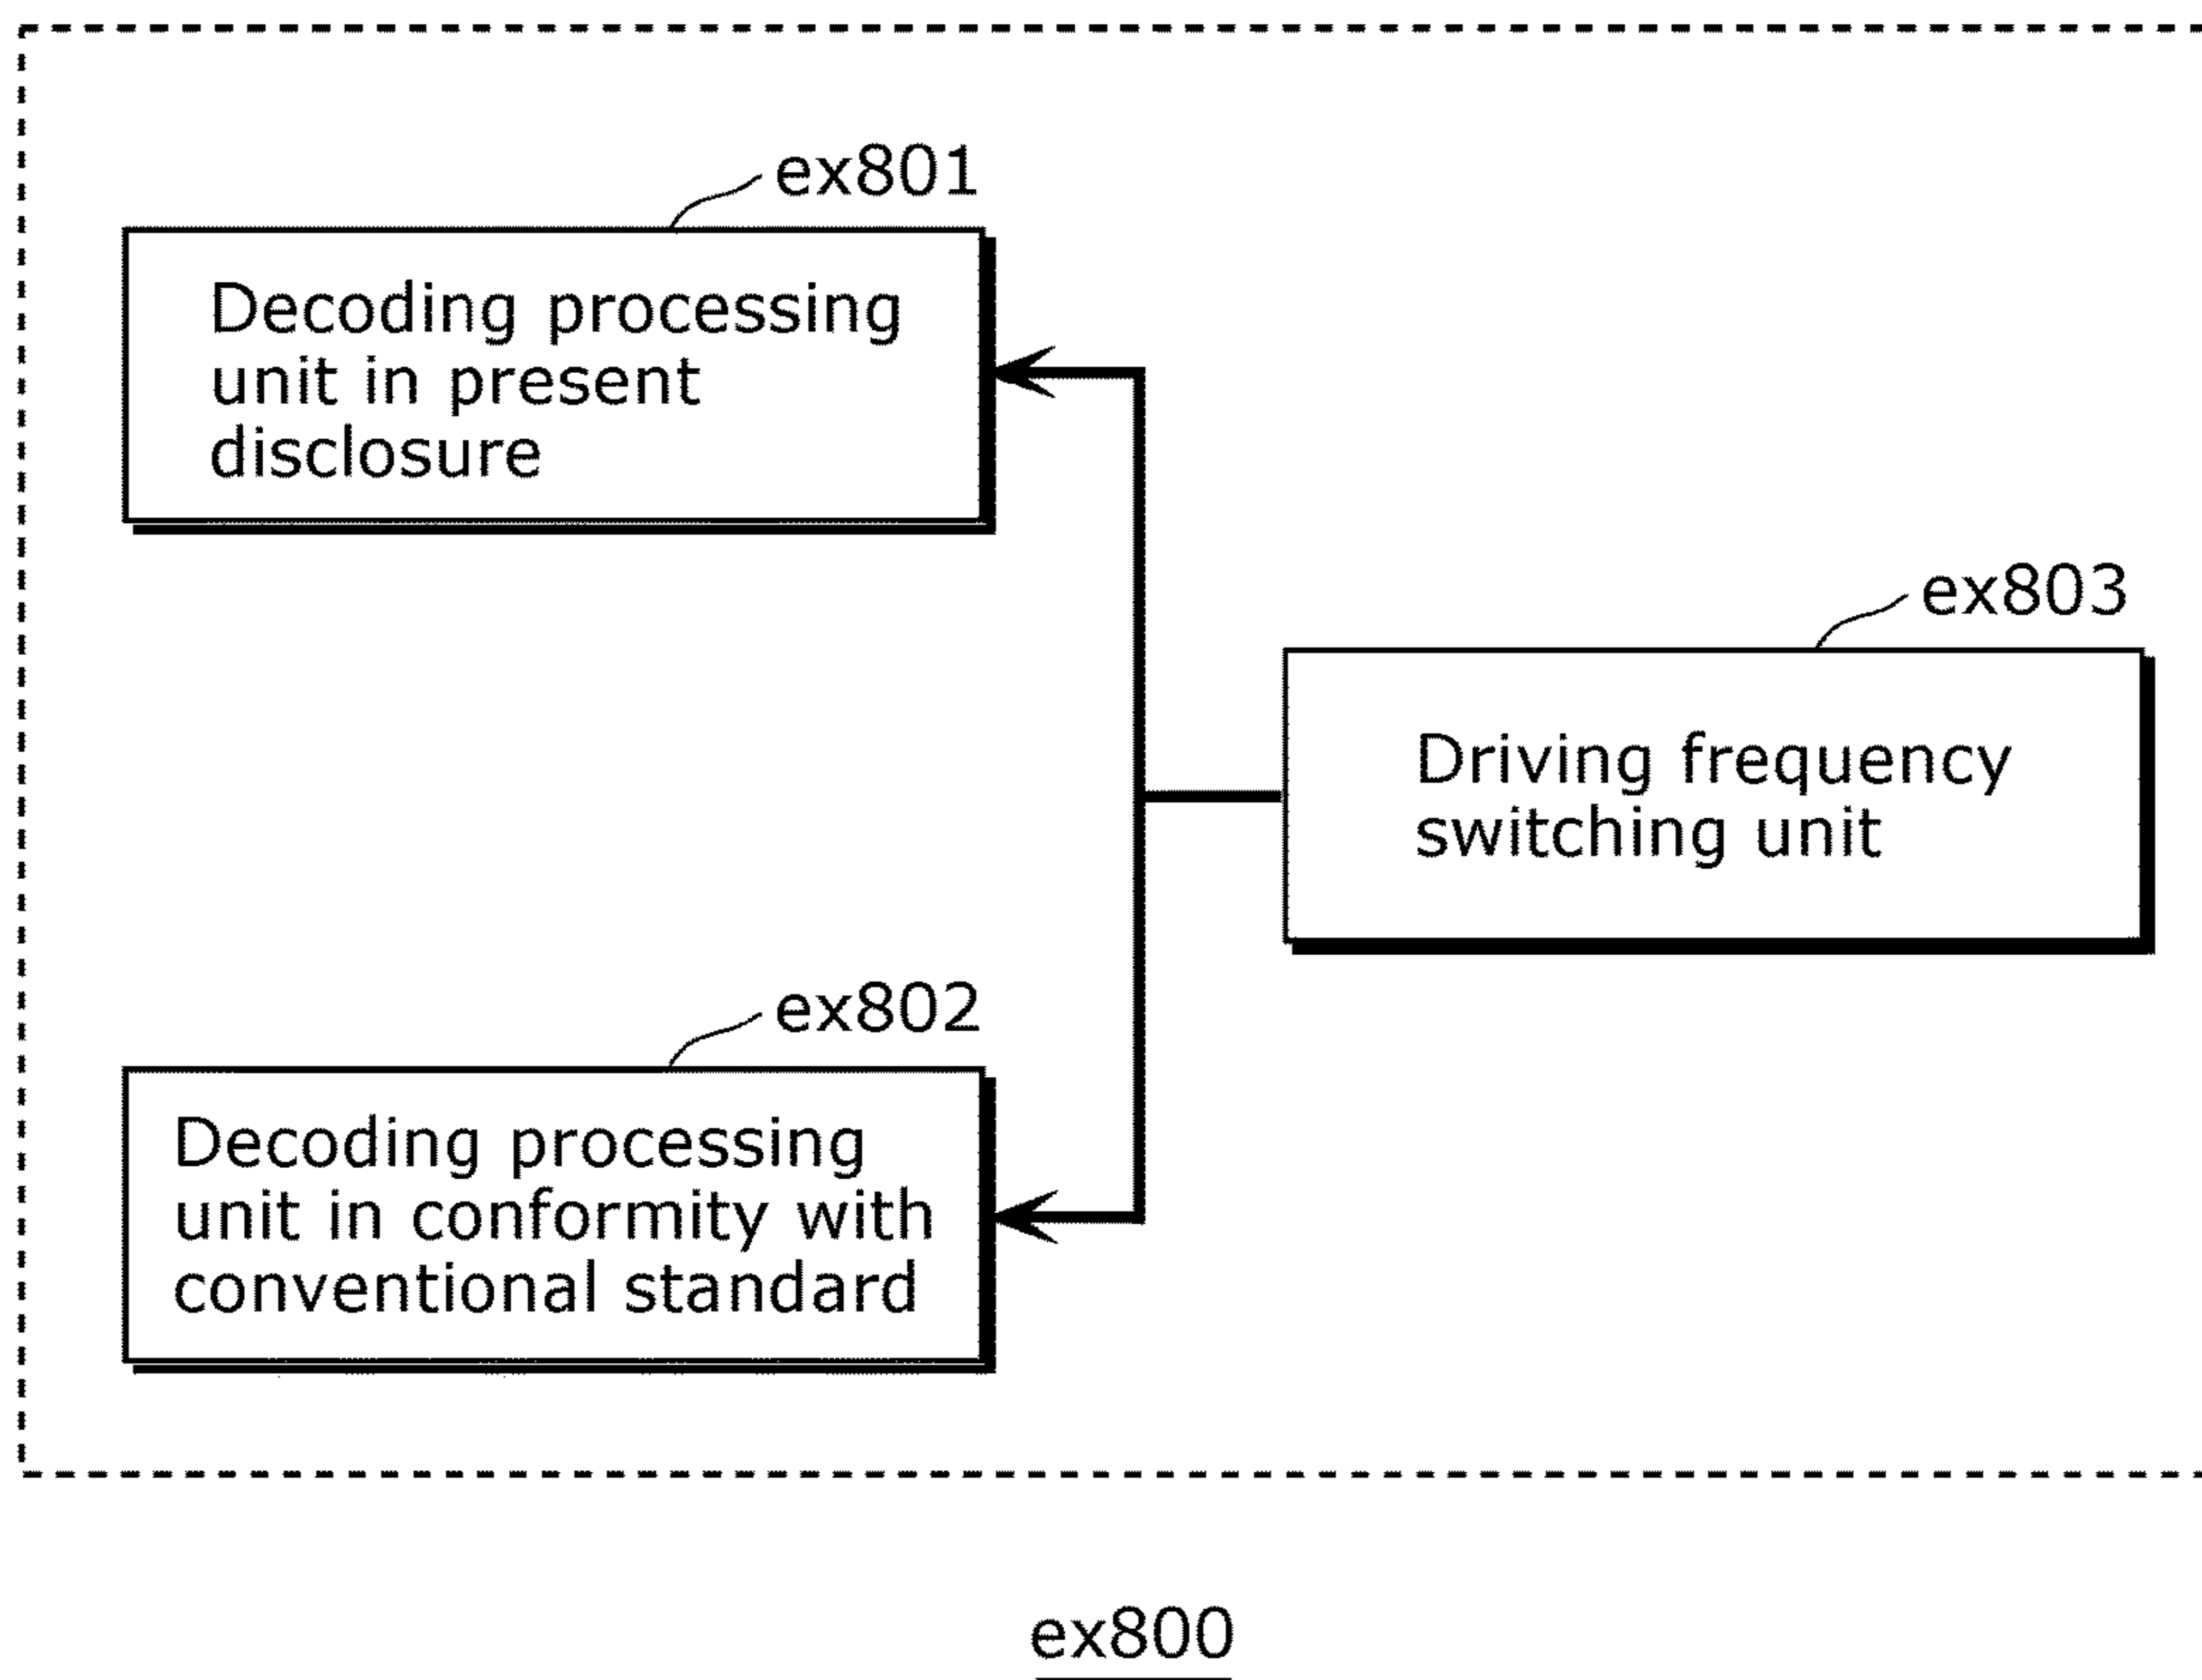 ex801
Decoding processing
unit in present
disclosure
ex803
Driving frequency
switching unit
ex802
Decoding processing
unit in conformity with
conventional standard
ex800